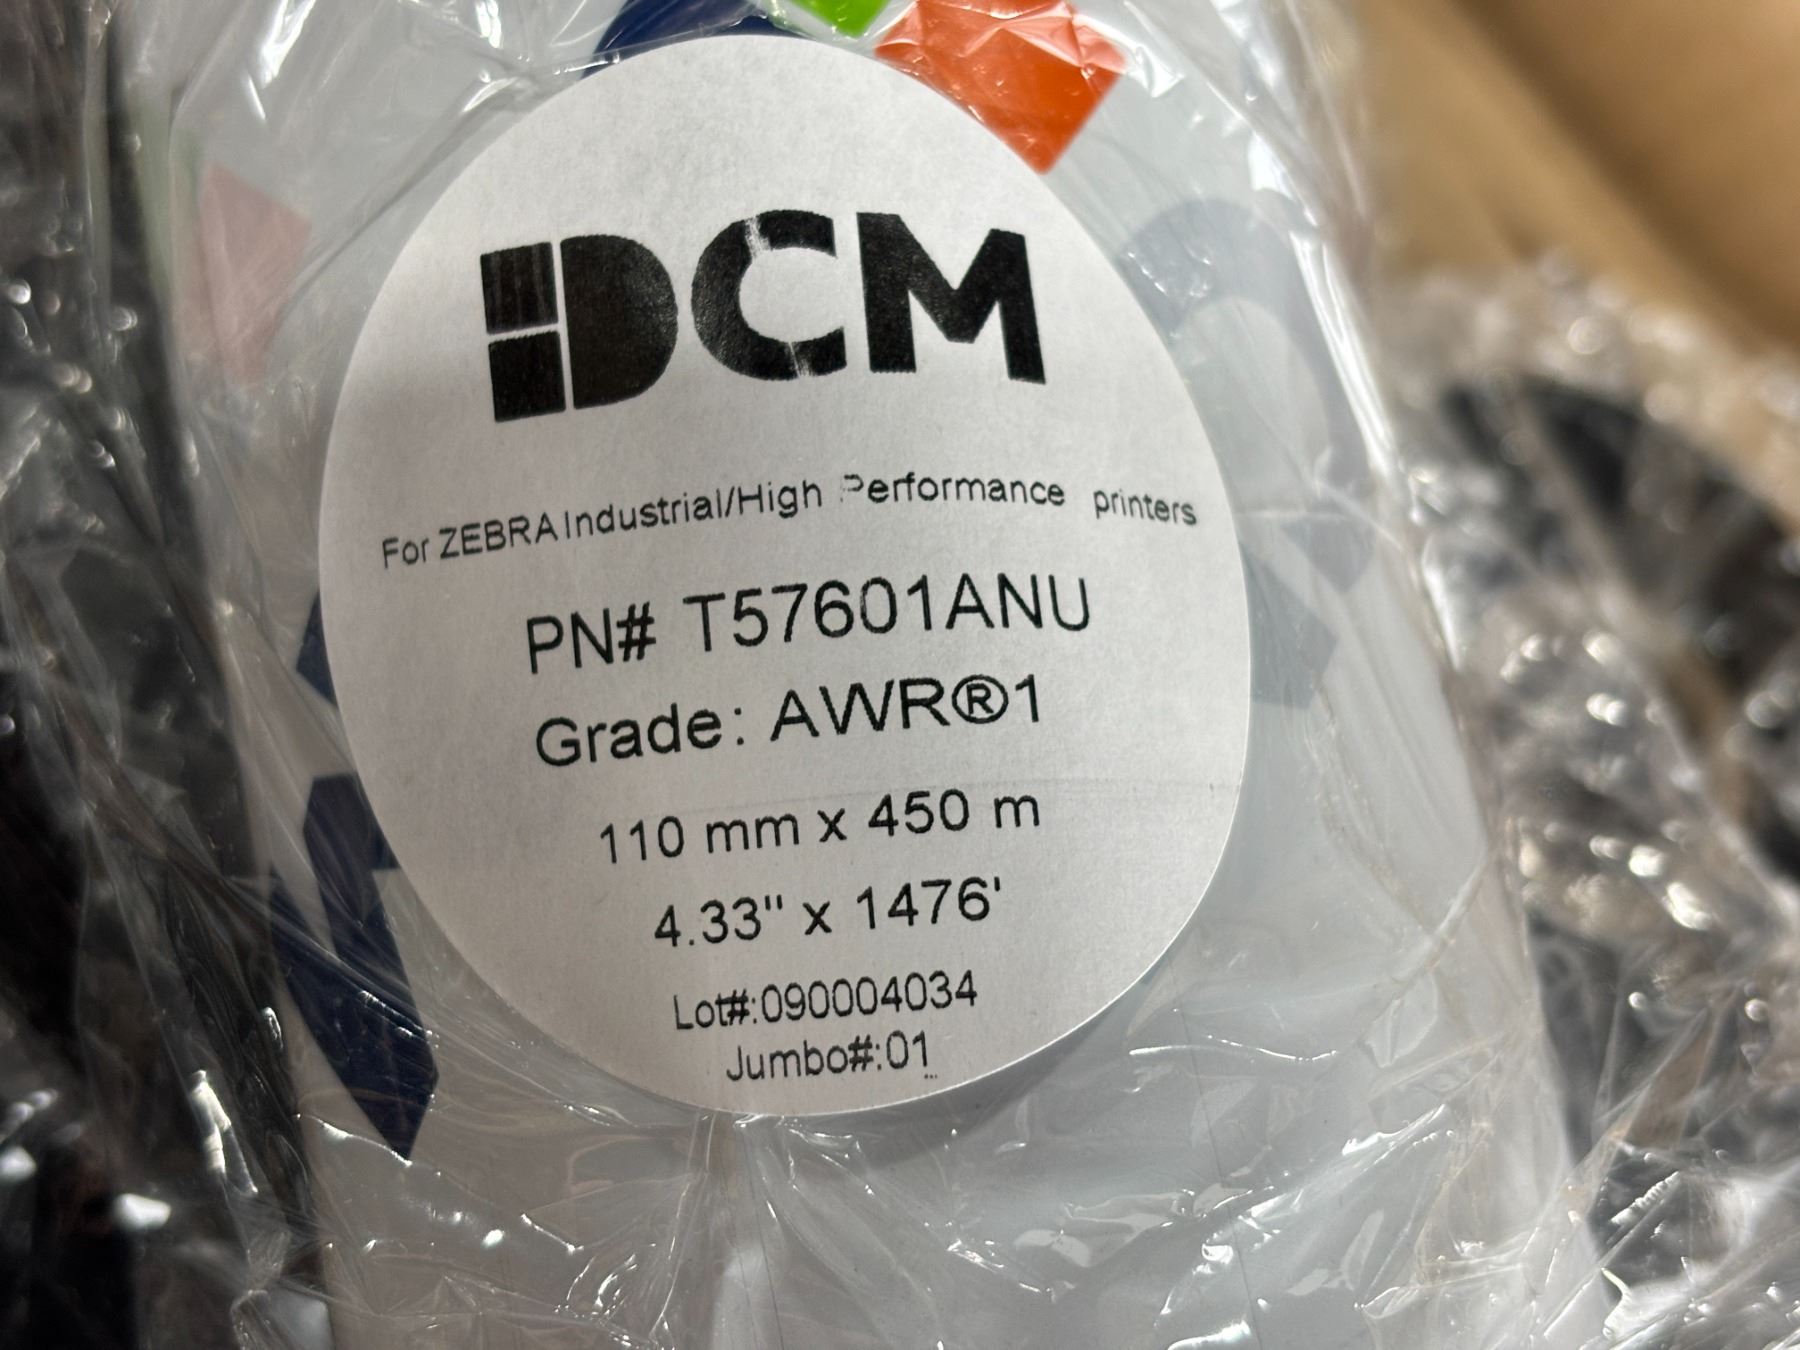 DCM
For ZEBRA Industrial/High Performance printers
PN# T57601ANU
Grade: AWR®1
110 mm x 450 m
4.33" x 1476'
Lot#:090004034
Jumbo#:01